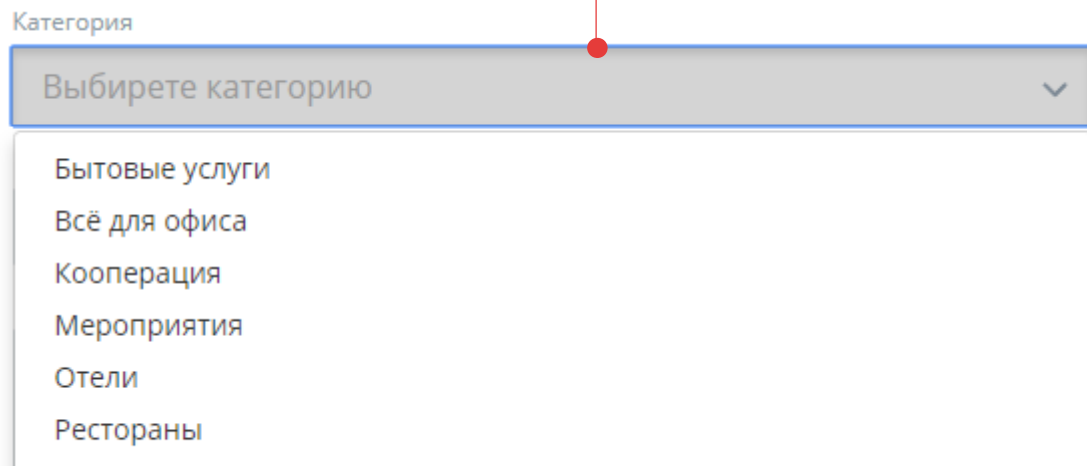 Категория
Выбирете категорию
Бытовые услуги
Всё для офиса
Кооперация
Мероприятия
Отели
Рестораны